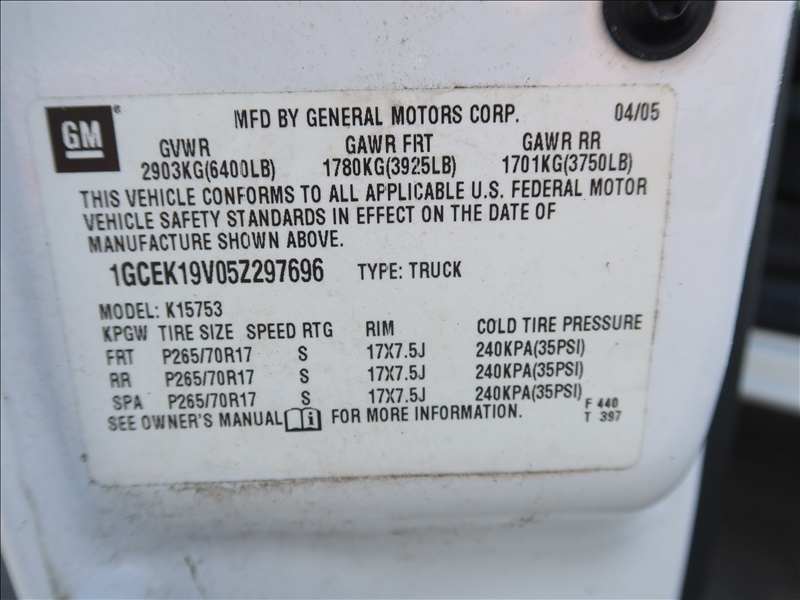 GM® MFD BY GENERAL MOTORS CORP. 04/05
GVWR GAWR FRT GAWR RR
2903KG(6400LB) 1780KG(3925LB) 1701KG(3750LB)
THIS VEHICLE CONFORMS TO ALL APPLICABLE U.S. FEDERAL MOTOR
VEHICLE SAFETY STANDARDS IN EFFECT ON THE DATE OF
MANUFACTURE SHOWN ABOVE.
1GCEK19V05Z297696 TYPE: TRUCK
MODEL: K15753
KPGW TIRE SIZE SPEED RTG RIM COLD TIRE PRESSURE
FRT P265/70R17 S 17X7.5J 240KPA(35PSI)
RR P265/70R17 S 17X7.5J 240KPA(35PSI)
SPA P265/70R17 S 17X7.5J 240KPA(35PSI)
SEE OWNER'S MANUAL i FOR MORE INFORMATION.
F 440
T 397